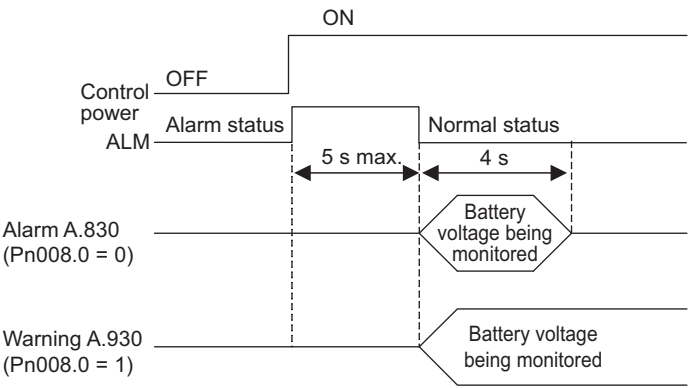 ON
OFF
Control
power
ALM
Alarm status
Normal status
5 s max.
4 s
Alarm A.830
(Pn008.0 = 0)
Battery
voltage being
monitored
Warning A.930
(Pn008.0 = 1)
Battery voltage
being monitored